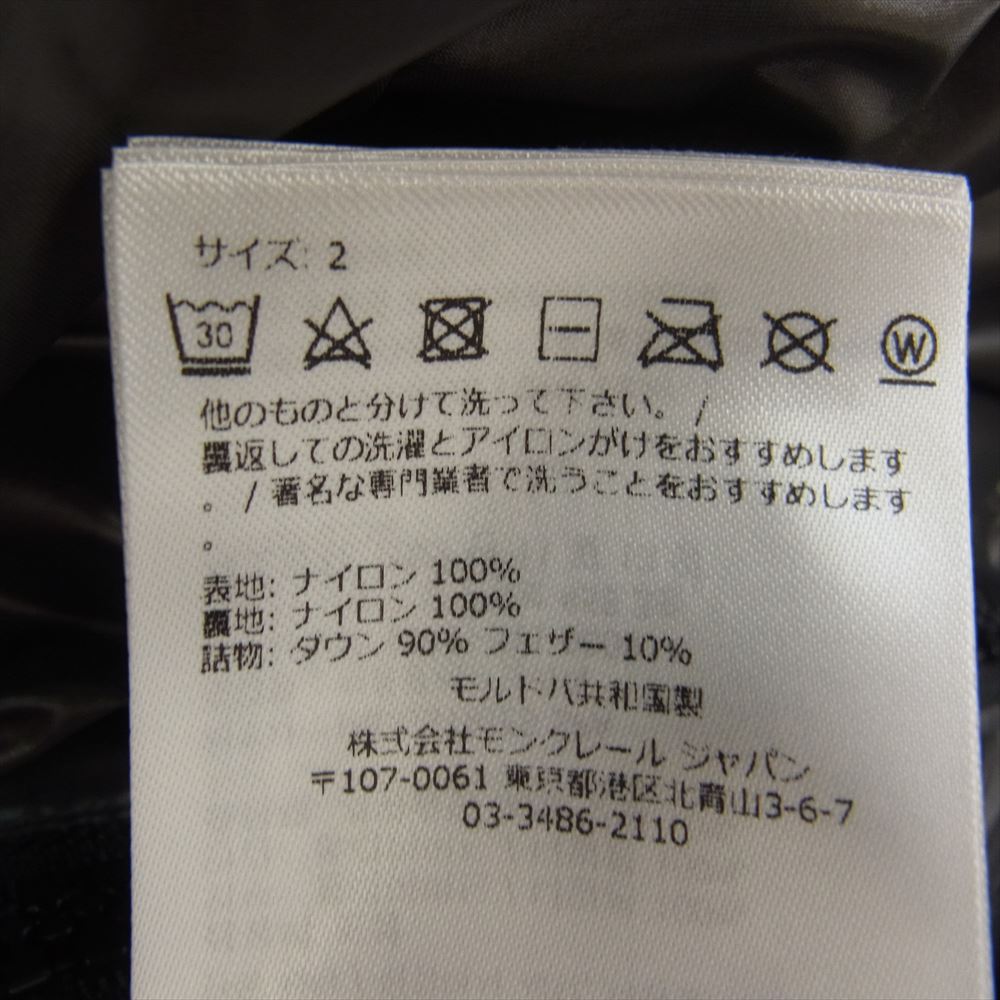 サイズ: 2
30 W
他のものと分けて洗って下さい。 /
裏返しての洗濯とアイロンがけをおすすめします
。 / 著名な専門業者で洗うことをおすすめします
。
表地: ナイロン 100%
裏地: ナイロン 100%
詰物: ダウン 90% フェザー 10%
モルドバ共和国製
株式会社モンクレール ジャパン
〒107-0061 東京都港区北青山3-6-7
03-3486-2110